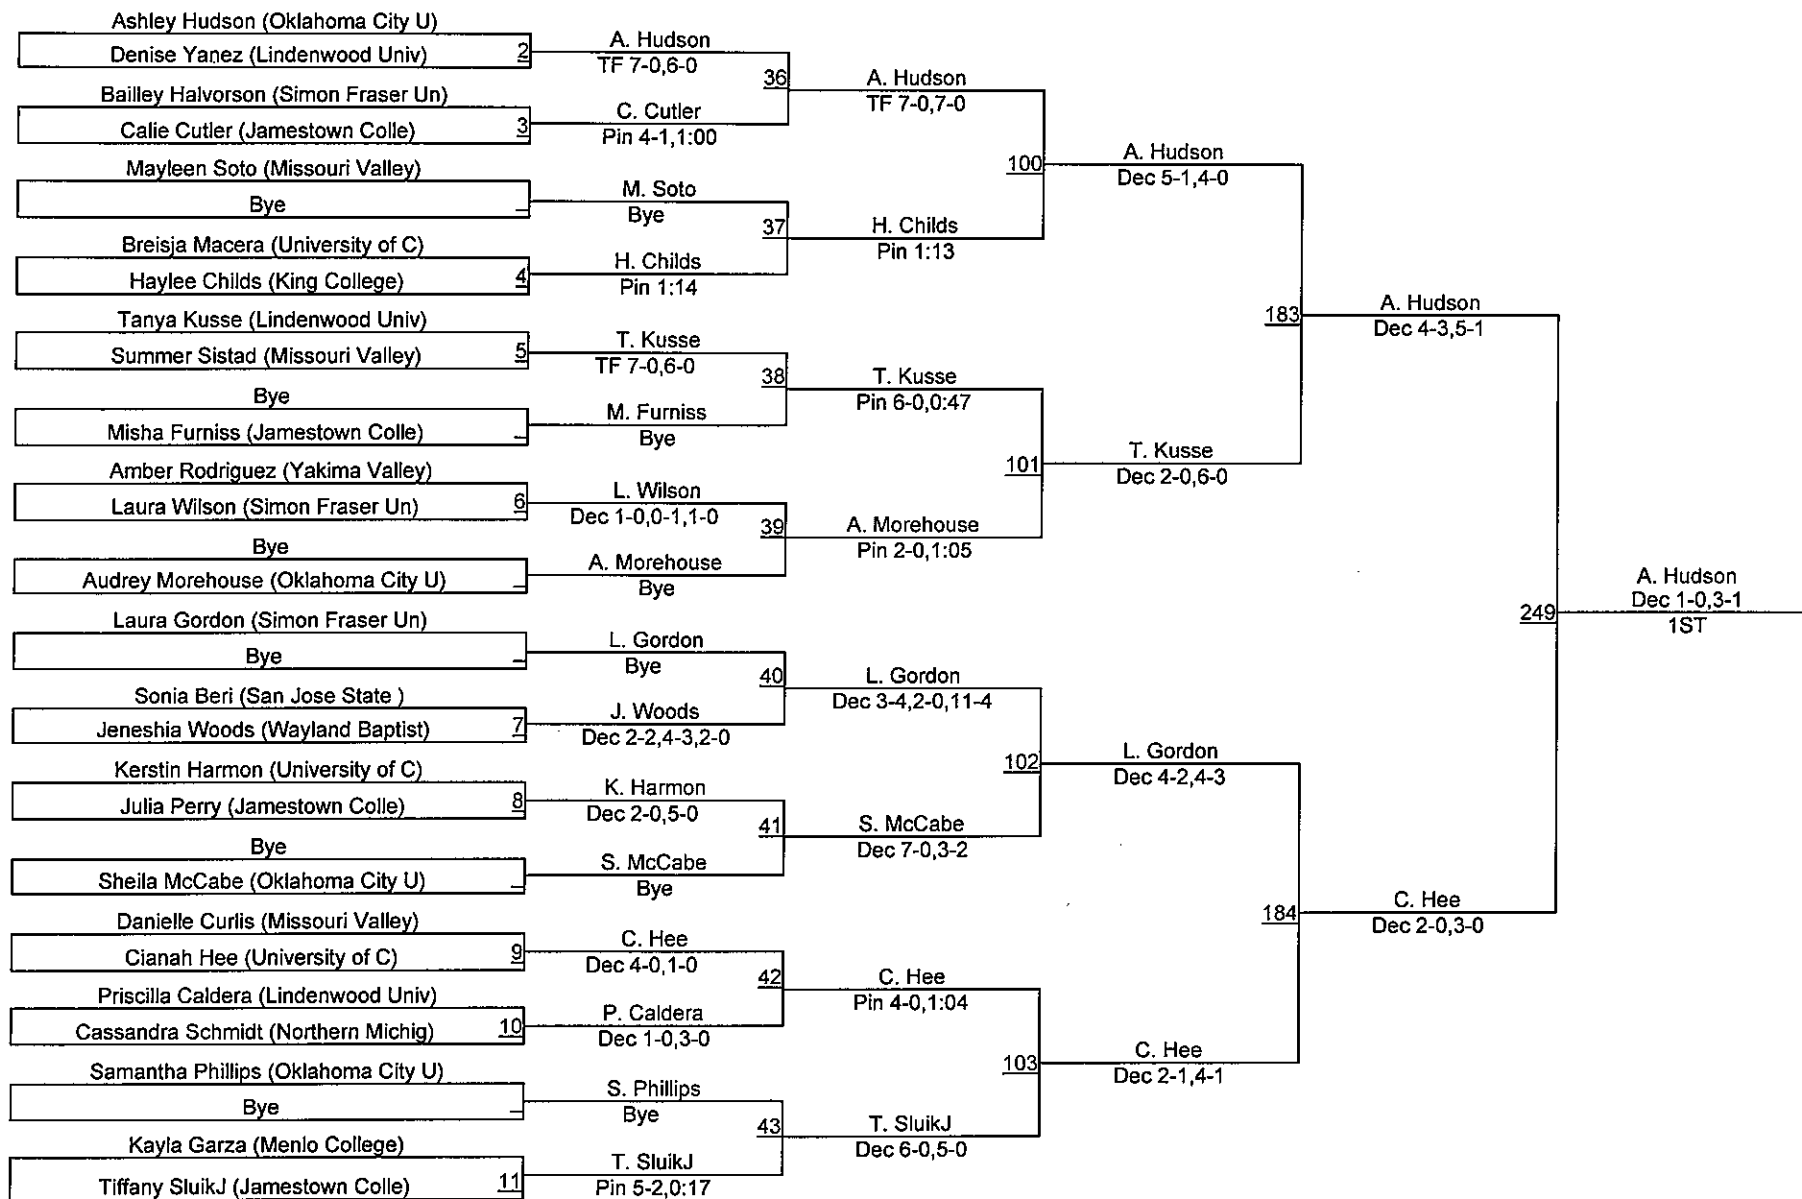 Ashley Hudson (Oklahoma City U)
Denise Yanez (Lindenwood Univ) 2
Bailley Halvorson (Simon Fraser Un)
Calie Cutler (Jamestown Colle) 3
Mayleen Soto (Missouri Valley)
Bye
Breisja Macera (University of C)
Haylee Childs (King College) 4
Tanya Kusse (Lindenwood Univ)
Summer Sistad (Missouri Valley) 5
Bye
Misha Furniss (Jamestown Colle)
Amber Rodriguez (Yakima Valley)
Laura Wilson (Simon Fraser Un) 6
Bye
Audrey Morehouse (Oklahoma City U)
Laura Gordon (Simon Fraser Un)
Bye
Sonia Beri (San Jose State )
Jeneshia Woods (Wayland Baptist) 7
Kerstin Harmon (University of C)
Julia Perry (Jamestown Colle) 8
Bye
Sheila McCabe (Oklahoma City U)
Danielle Curlis (Missouri Valley)
Cianah Hee (University of C) 9
Priscilla Caldera (Lindenwood Univ)
Cassandra Schmidt (Northern Michig) 10
Samantha Phillips (Oklahoma City U)
Bye
Kayla Garza (Menlo College)
Tiffany SluikJ (Jamestown Colle) 11
A. Hudson
TF 7-0,6-0
36
C. Cutler
Pin 4-1,1:00
M. Soto
Bye
37
H. Childs
Pin 1:14
T. Kusse
TF 7-0,6-0
38
M. Furniss
Bye
L. Wilson
Dec 1-0,0-1,1-0
39
A. Morehouse
Bye
L. Gordon
Bye
40
J. Woods
Dec 2-2,4-3,2-0
K. Harmon
Dec 2-0,5-0
41
S. McCabe
Bye
C. Hee
Dec 4-0,1-0
42
P. Caldera
Dec 1-0,3-0
S. Phillips
Bye
43
T. SluikJ
Pin 5-2,0:17
A. Hudson
TF 7-0,7-0
100
H. Childs
Pin 1:13
T. Kusse
Pin 6-0,0:47
101
A. Morehouse
Pin 2-0,1:05
L. Gordon
Dec 3-4,2-0,11-4
102
S. McCabe
Dec 7-0,3-2
C. Hee
Pin 4-0,1:04
103
T. SluikJ
Dec 6-0,5-0
A. Hudson
Dec 5-1,4-0
183
T. Kusse
Dec 2-0,6-0
L. Gordon
Dec 4-2,4-3
184
C. Hee
Dec 2-1,4-1
A. Hudson
Dec 4-3,5-1
249
C. Hee
Dec 2-0,3-0
A. Hudson
Dec 1-0,3-1
1ST